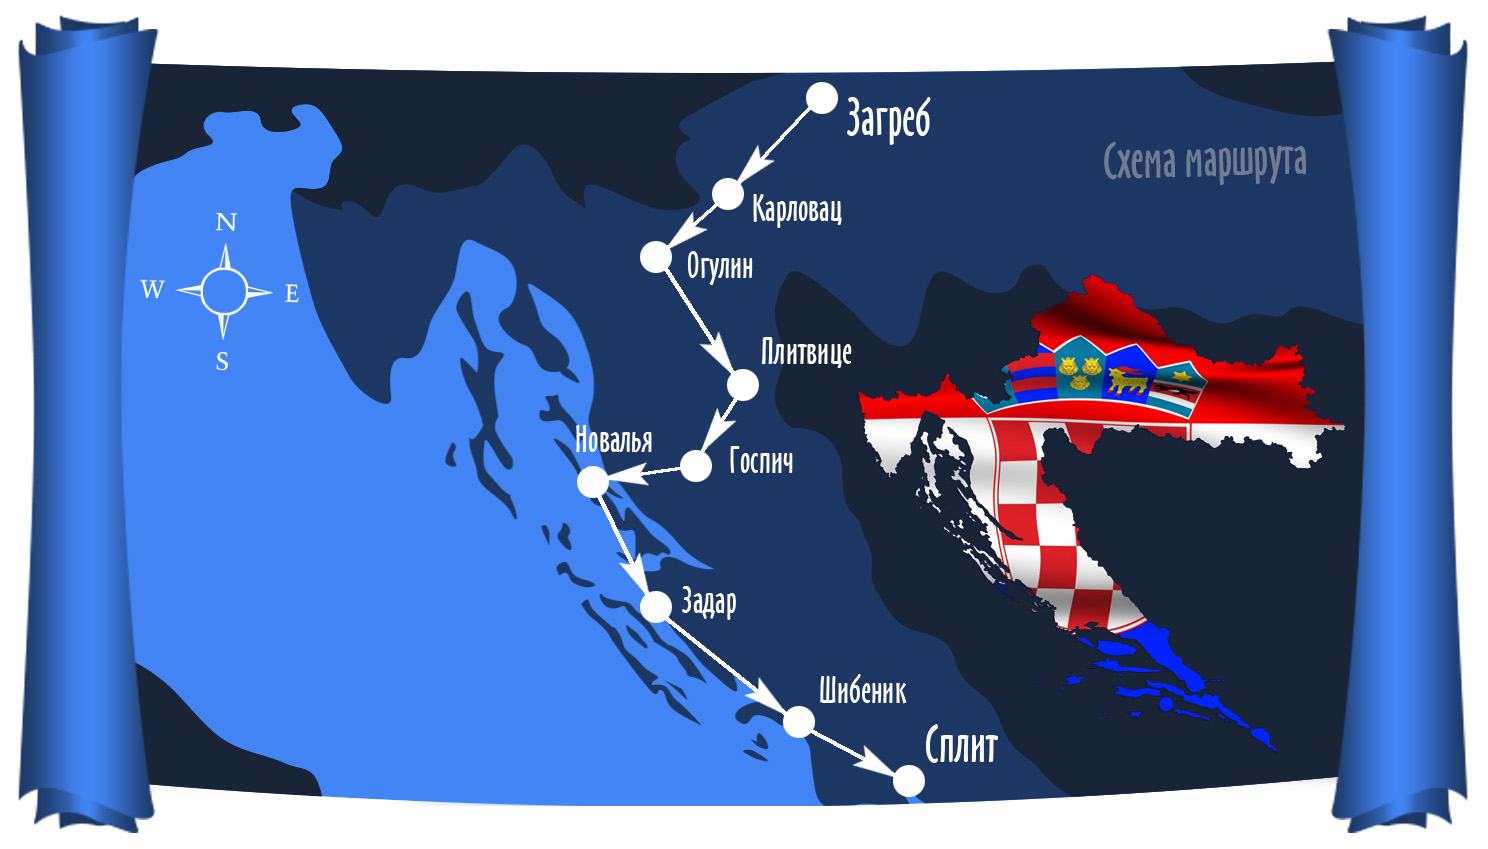 Загреб
Схема маршрута
Карловац
Огулин
N
W
E
S
Плитвице
Новалья
Госпич
Задар
Шибеник
Сплит